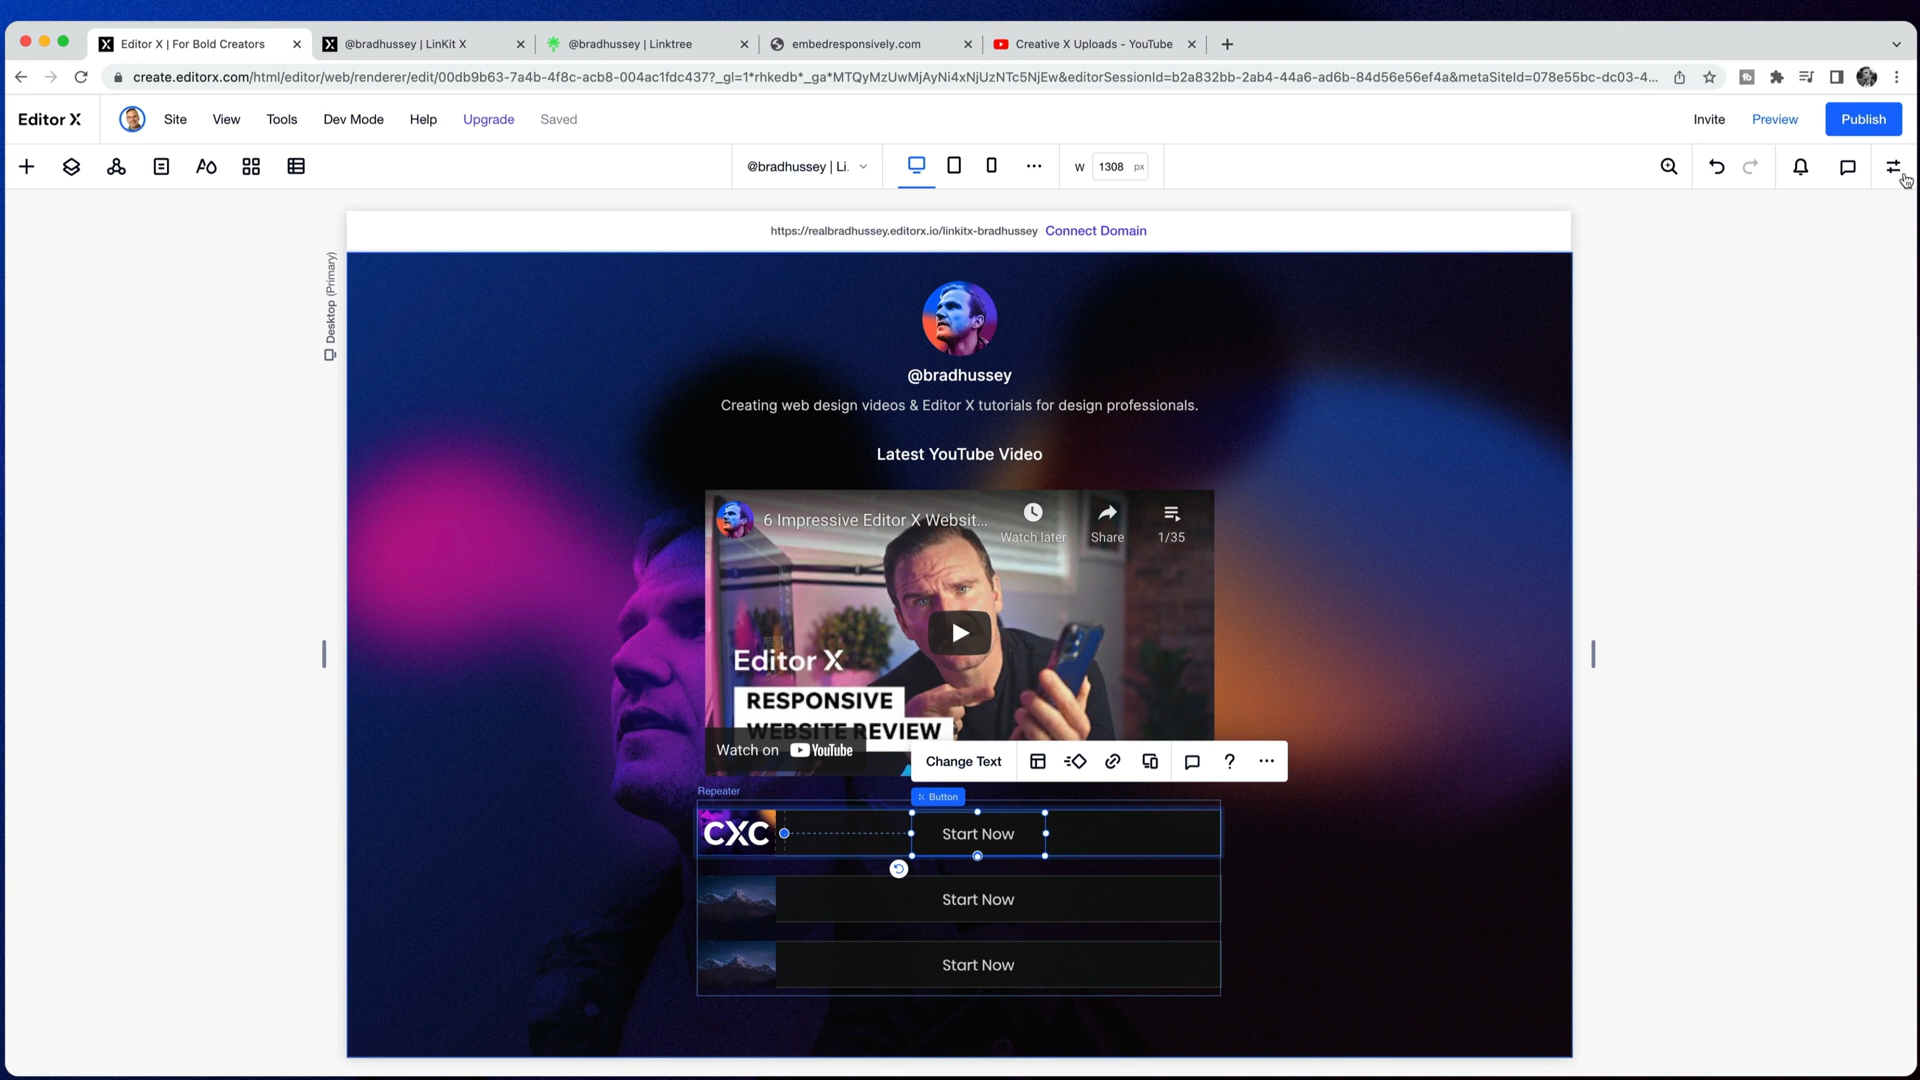 Editor X | For Bold Creators
@bradhussey | LinKit X
@bradhussey | Linktree
embedresponsively.com
Creative X Uploads - YouTube
create.editorx.com/html/editor/web/renderer/edit/00db9b63-7a4b-4f8c-acb8-004ac1fdc437?_gl=1*rhkedb*_ga*MTQyMzUwMjAyNi4xNjUzNTc5NjEw&editorSessionId=b2a832bb-2ab4-44a6-ad6b-84d56e56ef4a&metaSiteId=078e55bc-dc03-4...
Editor X
Site
View
Tools
Dev Mode
Help
Upgrade
Saved
Invite
Preview
Publish
@bradhussey | Li.
W
1308
px
https://realbradhussey.editorx.io/linkitx-bradhussey Connect Domain
Desktop (Primary)
@bradhussey
Creating web design videos & Editor X tutorials for design professionals.
Latest YouTube Video
6 Impressive Editor X Websit...
Watch later
Share
1/35
Editor X
RESPONSIVE
WEBSITE REVIEW
Watch on YouTube
Change Text
?
Repeater
Button
CXC
Start Now
Start Now
Start Now